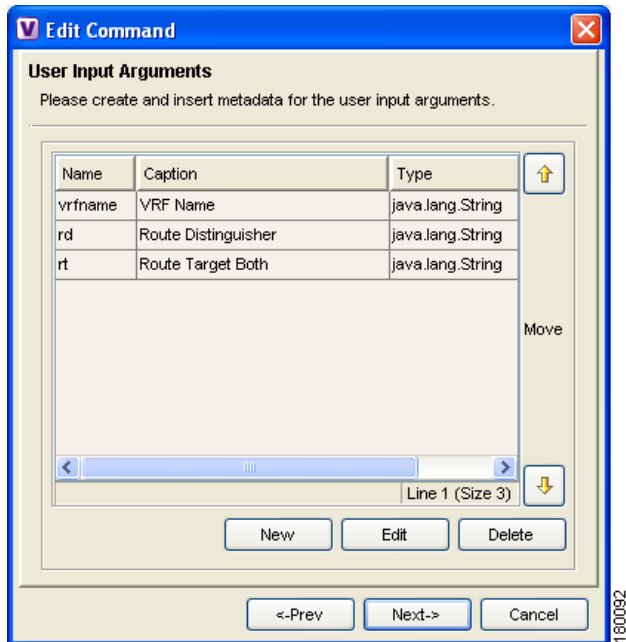 Edit Command
User Input Arguments
Please create and insert metadata for the user input arguments.
Name Caption Type
vrfname VRF Name java.lang.String
rd Route Distinguisher java.lang.String
rt Route Target Both java.lang.String
Move
Line 1 (Size 3)
New Edit Delete
<-Prev Next-> Cancel
180092